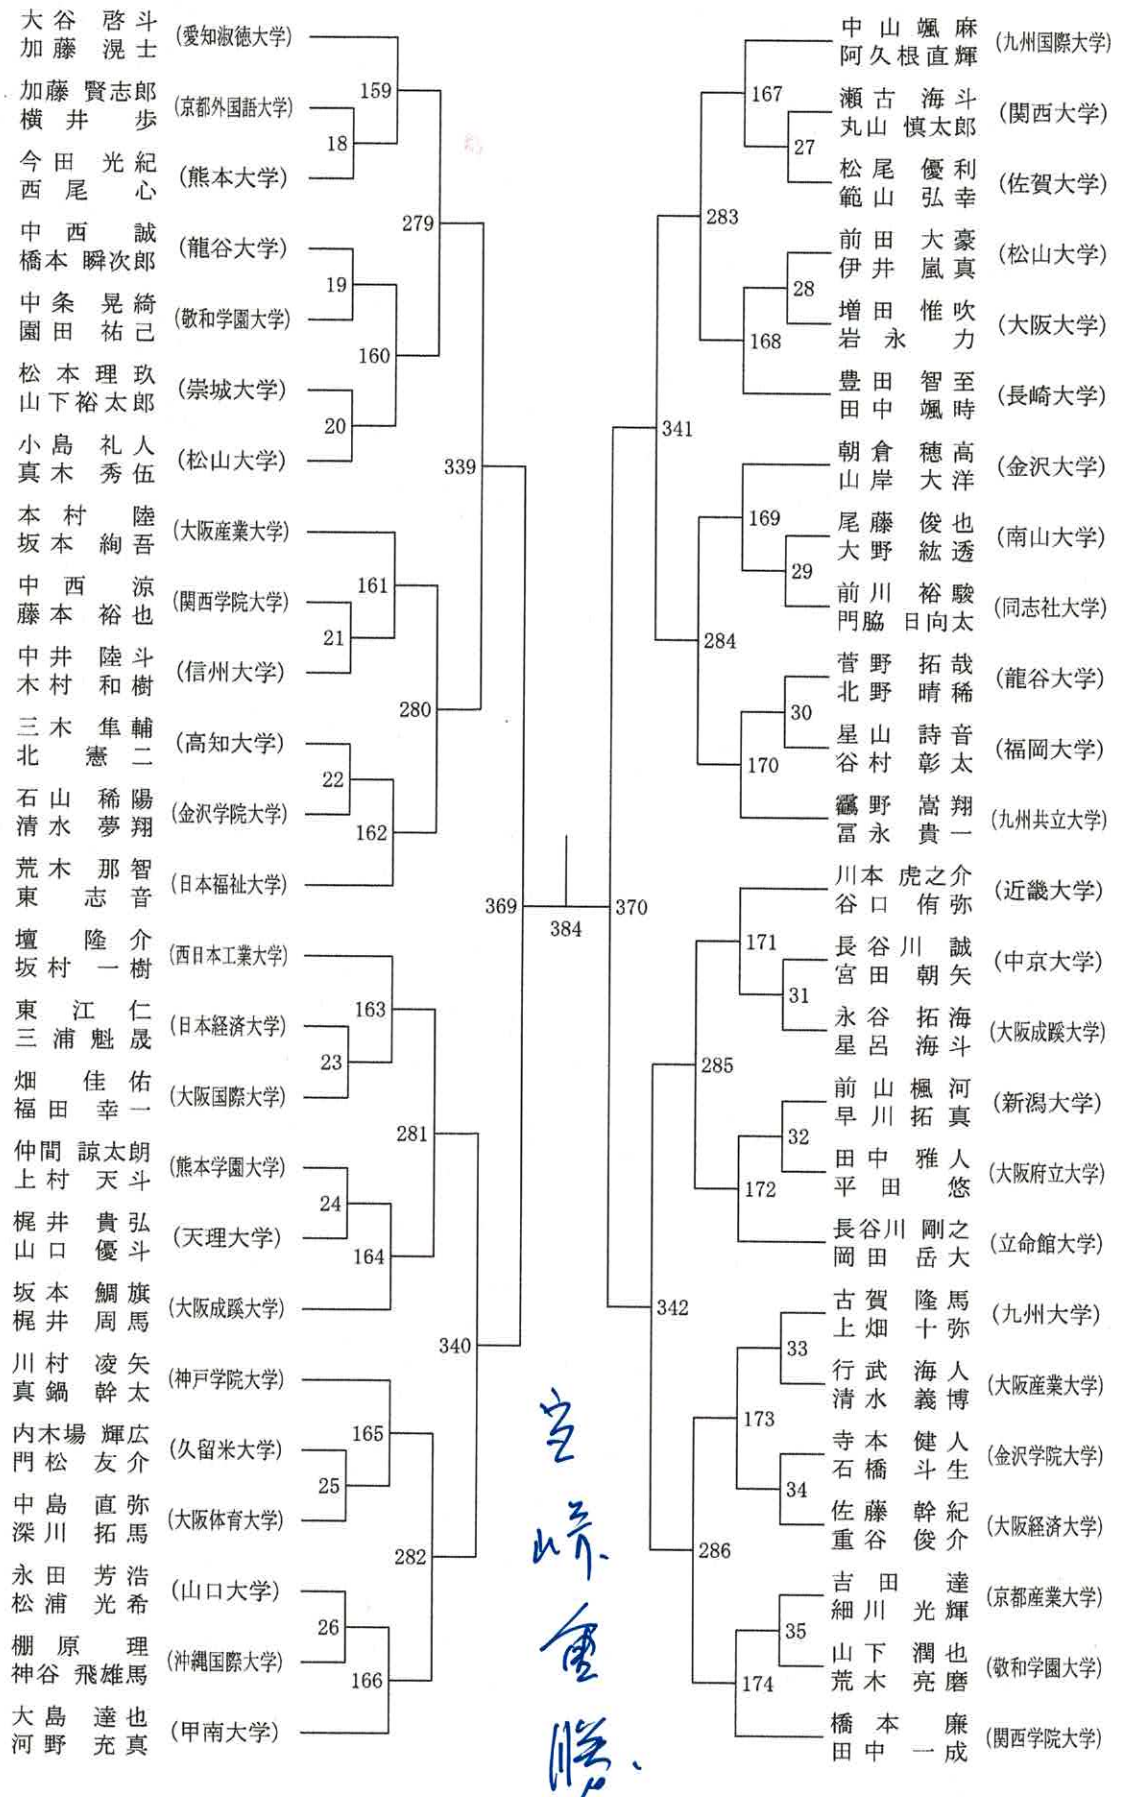 大谷 啓斗
加藤 滉士
(愛知淑徳大学)
159
加藤 賢志郎
横井 歩
(京都外国語大学)
18
今田 光紀
西尾 心
(熊本大学)
279
中西 誠
橋本 瞬次郎
(龍谷大学)
19
中条 晃綺
園田 祐己
(敬和学園大学)
160
松本 理玖
山下 裕太郎
(崇城大学)
20
小島 礼人
真木 秀伍
(松山大学)
339
本村 陸
坂本 絢吾
(大阪産業大学)
161
中西 涼
藤本 裕也
(関西学院大学)
21
中井 陸斗
木村 和樹
(信州大学)
280
三木 隼輔
北 憲二
(高知大学)
22
石山 稀陽
清水 夢翔
(金沢学院大学)
162
荒木 那智
東 志音
(日本福祉大学)
369
384
370
壇 隆介
坂村 一樹
(西日本工業大学)
163
東江 仁
三浦 魁晟
(日本経済大学)
23
畑 佳佑
福田 幸一
(大阪国際大学)
281
仲間 諒太朗
上村 天斗
(熊本学園大学)
24
梶井 貴弘
山口 優斗
(天理大学)
164
坂本 鯛旗
梶井 周馬
(大阪成蹊大学)
340
川村 凌矢
真鍋 幹太
(神戸学院大学)
165
内木場 輝広
門松 友介
(久留米大学)
25
中島 直弥
深川 拓馬
(大阪体育大学)
282
永田 芳浩
松浦 光希
(山口大学)
26
棚原 理
神谷 飛雄馬
(沖縄国際大学)
166
大島 達也
河野 充真
(甲南大学)
中山 颯麻
阿久根 直輝
(九州国際大学)
167
瀬古 海斗
丸山 慎太郎
(関西大学)
27
松尾 優利
範山 弘幸
(佐賀大学)
283
前田 大豪
伊井 嵐真
(松山大学)
28
増田 惟吹
岩永 力
(大阪大学)
168
豊田 智至
田中 颯時
(長崎大学)
341
朝倉 穂高
山岸 大洋
(金沢大学)
169
尾藤 俊也
大野 紘透
(南山大学)
29
前川 裕駿
門脇 日向太
(同志社大学)
284
菅野 拓哉
北野 晴稀
(龍谷大学)
30
星山 詩音
谷村 彰太
(福岡大学)
170
野 嵩翔
冨永 貴一
(九州共立大学)
川本 虎之介
谷口 侑弥
(近畿大学)
171
長谷川 誠
宮田 朝矢
(中京大学)
31
永谷 拓海
星呂 海斗
(大阪成蹊大学)
285
前山 楓河
早川 拓真
(新潟大学)
32
田中 雅人
平田 悠
(大阪府立大学)
172
長谷川 剛之
岡田 岳大
(立命館大学)
342
古賀 隆馬
上畑 十弥
(九州大学)
33
行武 海人
清水 義博
(大阪産業大学)
173
寺本 健人
石橋 斗生
(金沢学院大学)
34
佐藤 幹紀
重谷 俊介
(大阪経済大学)
286
吉田 達
細川 光輝
(京都産業大学)
35
山下 潤也
荒木 亮磨
(敬和学園大学)
174
橋本 廉
田中 一成
(関西学院大学)